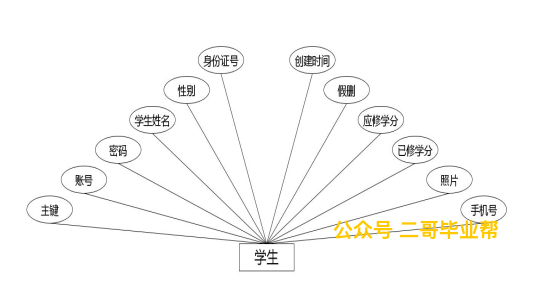 身份证号
创建时间
性别
假删
学生姓名
应修学分
密码
已修学分
账号
照片
主键
手机号
公众号 二哥毕业帮
学生